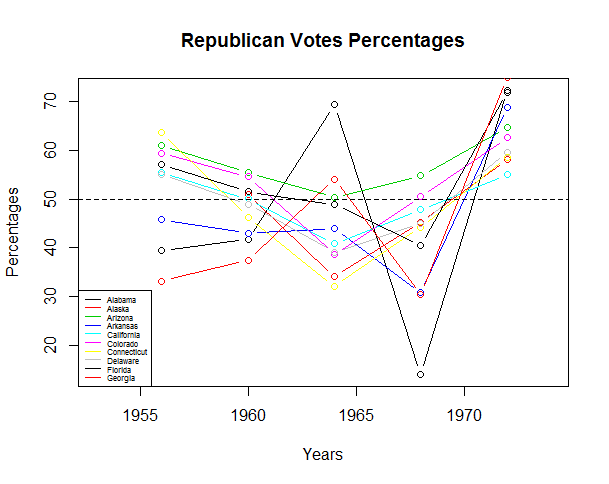 Republican Votes Percentages
Percentages
70
60
50
40
30
20
Alabama
Alaska
Arizona
Arkansas
California
Colorado
Connecticut
Delaware
Florida
Georgia
1955 1960 1965 1970
Years